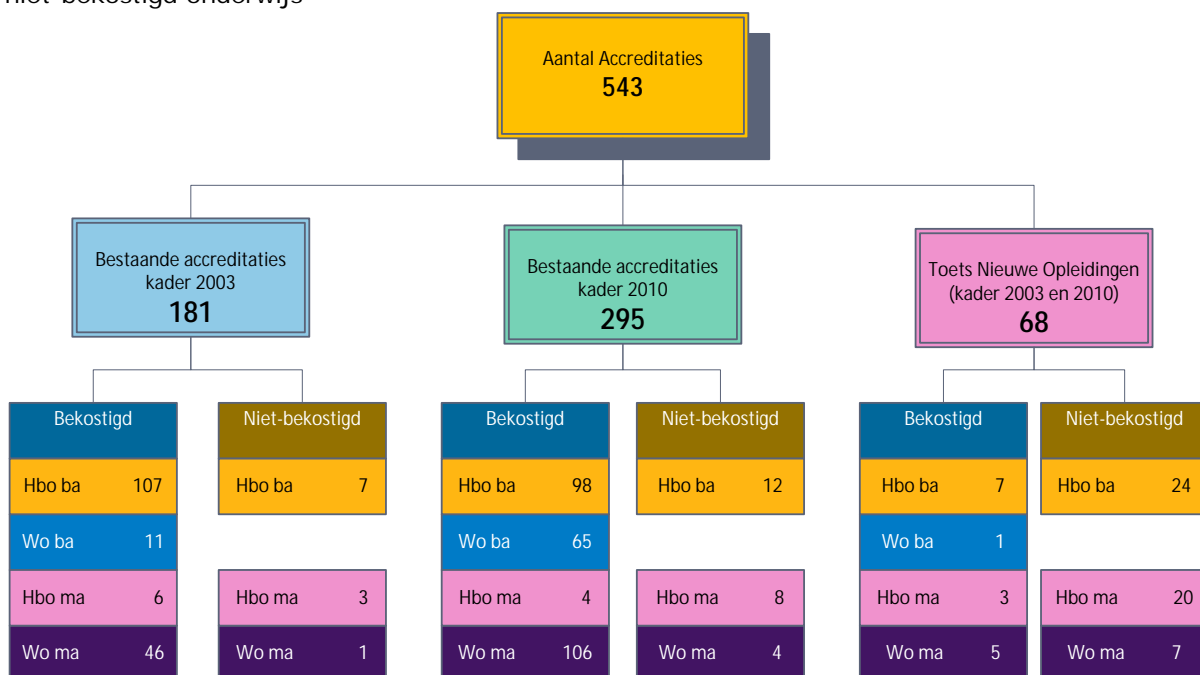 niet-bekostigd onderwijs
Aantal Accreditaties
543
Bestaande accreditaties
kader 2003
181
Bestaande accreditaties
kader 2010
295
Toets Nieuwe Opleidingen
(kader 2003 en 2010)
68
Bekostigd
Hbo ba 107
Wo ba 11
Hbo ma 6
Wo ma 46
Niet-bekostigd
Hbo ba 7
Hbo ma 3
Wo ma 1
Bekostigd
Hbo ba 98
Wo ba 65
Hbo ma 4
Wo ma 106
Niet-bekostigd
Hbo ba 12
Hbo ma 8
Wo ma 4
Bekostigd
Hbo ba 7
Wo ba 1
Hbo ma 3
Wo ma 5
Niet-bekostigd
Hbo ba 24
Hbo ma 20
Wo ma 7